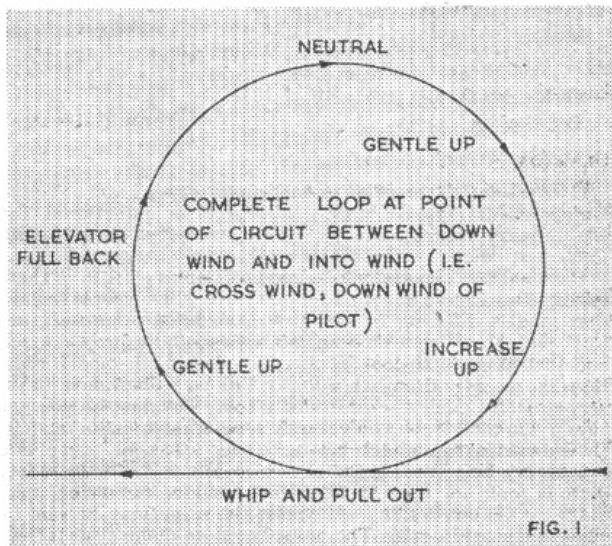 NEUTRAL
GENTLE UP
ELEVATOR
FULL BACK
COMPLETE LOOP AT POINT
OF CIRCUIT BETWEEN DOWN
WIND AND INTO WIND (I.E.
CROSS WIND, DOWN WIND OF
PILOT)
GENTLE UP
INCREASE
UP
WHIP AND PULL OUT
FIG. 1